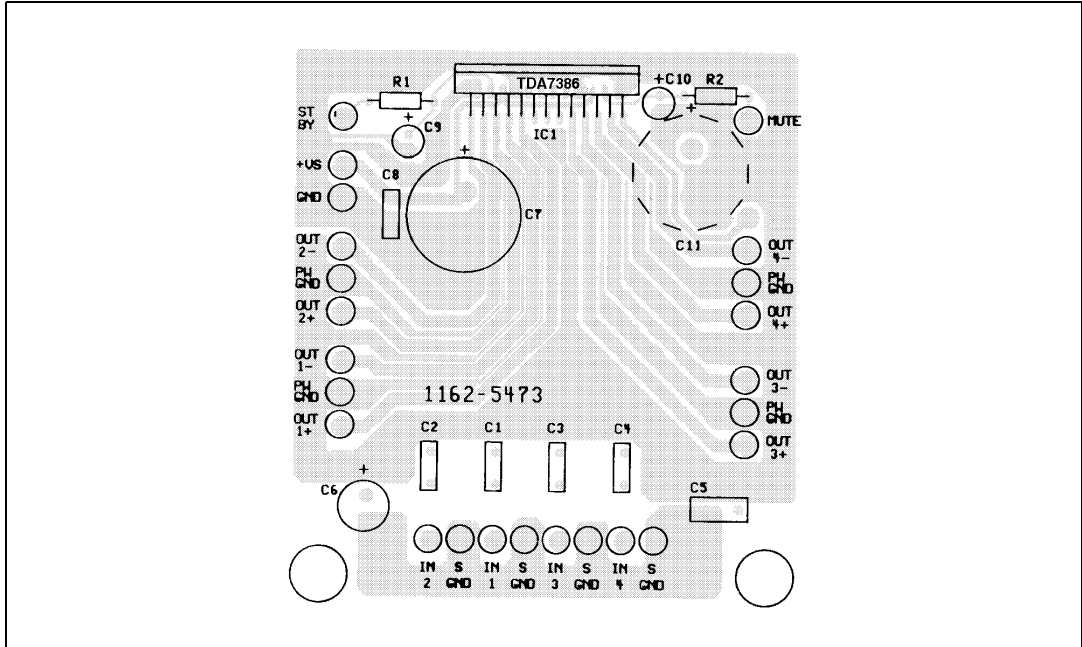 R1
TDA7386
+C10
R2
ST
BY
+
C9
IC1
+
MUTE
+VS
C8
+
GND
C7
C11
OUT
2-
OUT
4-
PW
GND
PW
GND
OUT
2+
OUT
4+
OUT
1-
OUT
3-
PW
GND
1162-5473
PW
GND
OUT
1+
C2
C1
C3
C4
OUT
3+
+
C6
C5
IN
2
S
GND
IN
1
S
GND
IN
3
S
GND
IN
4
S
GND